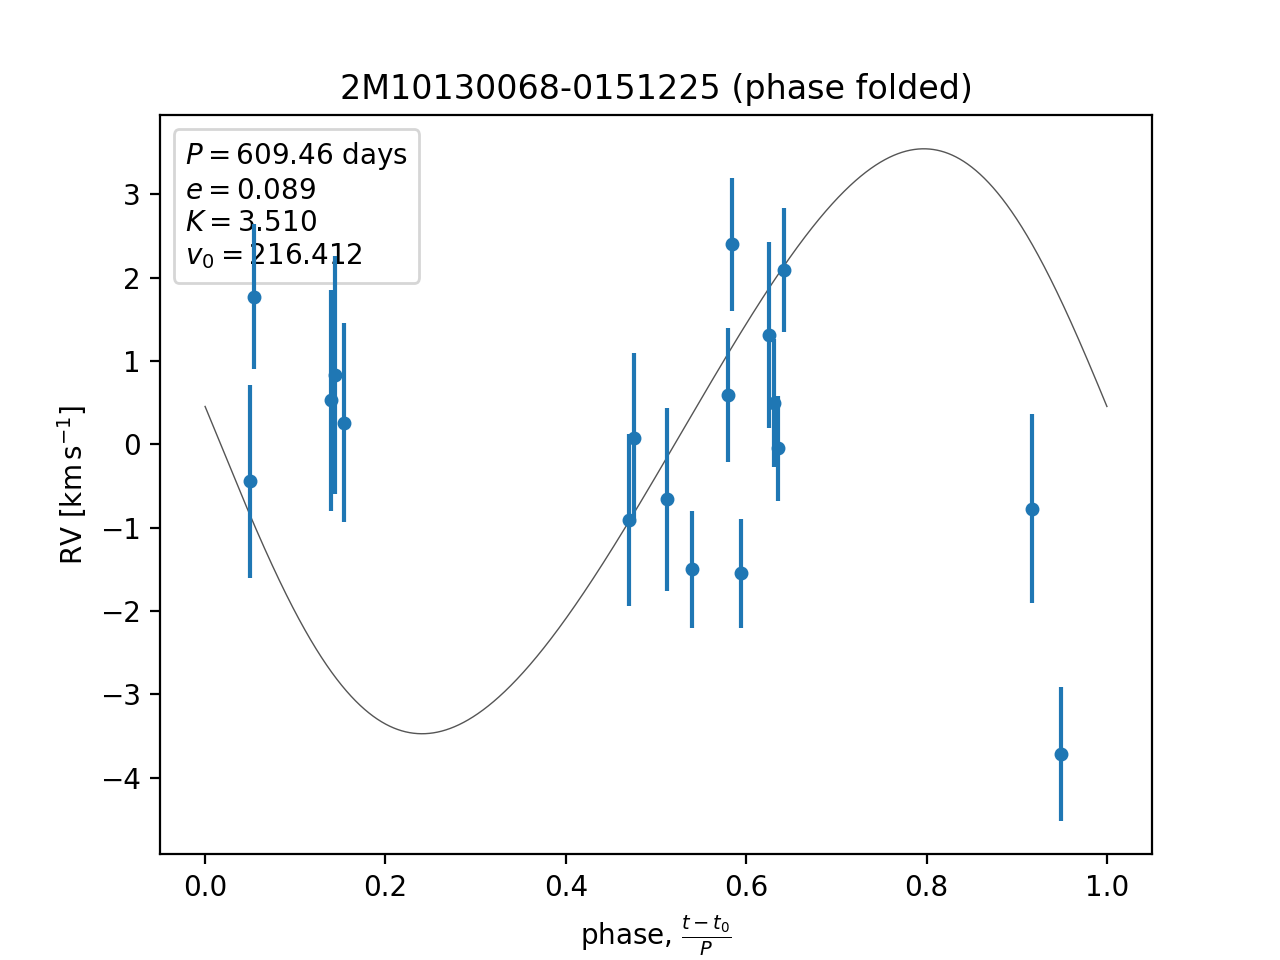 2M10130068-0151225 (phase folded)
P = 609.46 days
e = 0.089
K = 3.510
v₀ = 216.412
3
2
1
0
−1
−2
−3
−4
RV [km s⁻¹]
0.0 0.2 0.4 0.6 0.8 1.0
phase, (t − t₀)/P